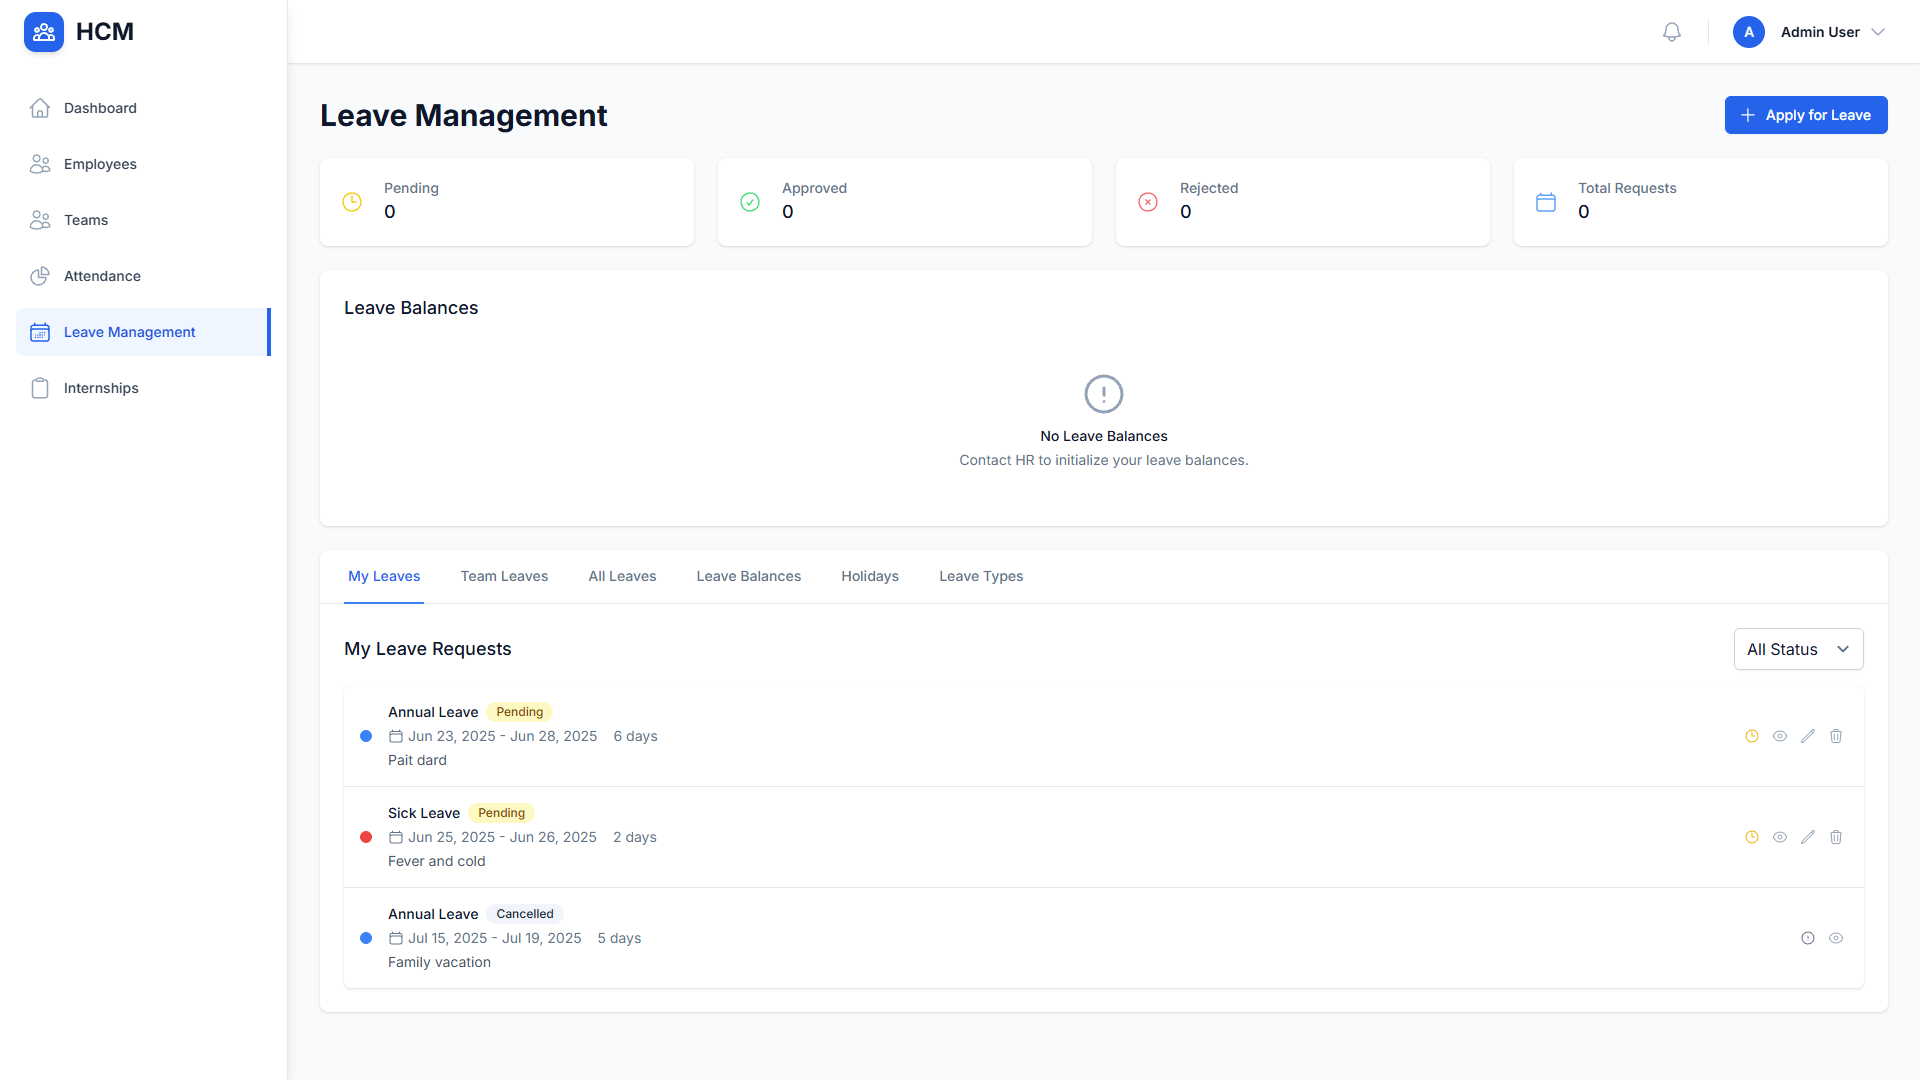 HCM
A
Admin User
Dashboard
Employees
Teams
Attendance
Leave Management
Internships
Leave Management
Apply for Leave
Pending
0
Approved
0
Rejected
0
Total Requests
0
Leave Balances
No Leave Balances
Contact HR to initialize your leave balances.
My Leaves
Team Leaves
All Leaves
Leave Balances
Holidays
Leave Types
My Leave Requests
All Status
Annual Leave Pending
Jun 23, 2025 - Jun 28, 2025 6 days
Pait dard
Sick Leave Pending
Jun 25, 2025 - Jun 26, 2025 2 days
Fever and cold
Annual Leave Cancelled
Jul 15, 2025 - Jul 19, 2025 5 days
Family vacation